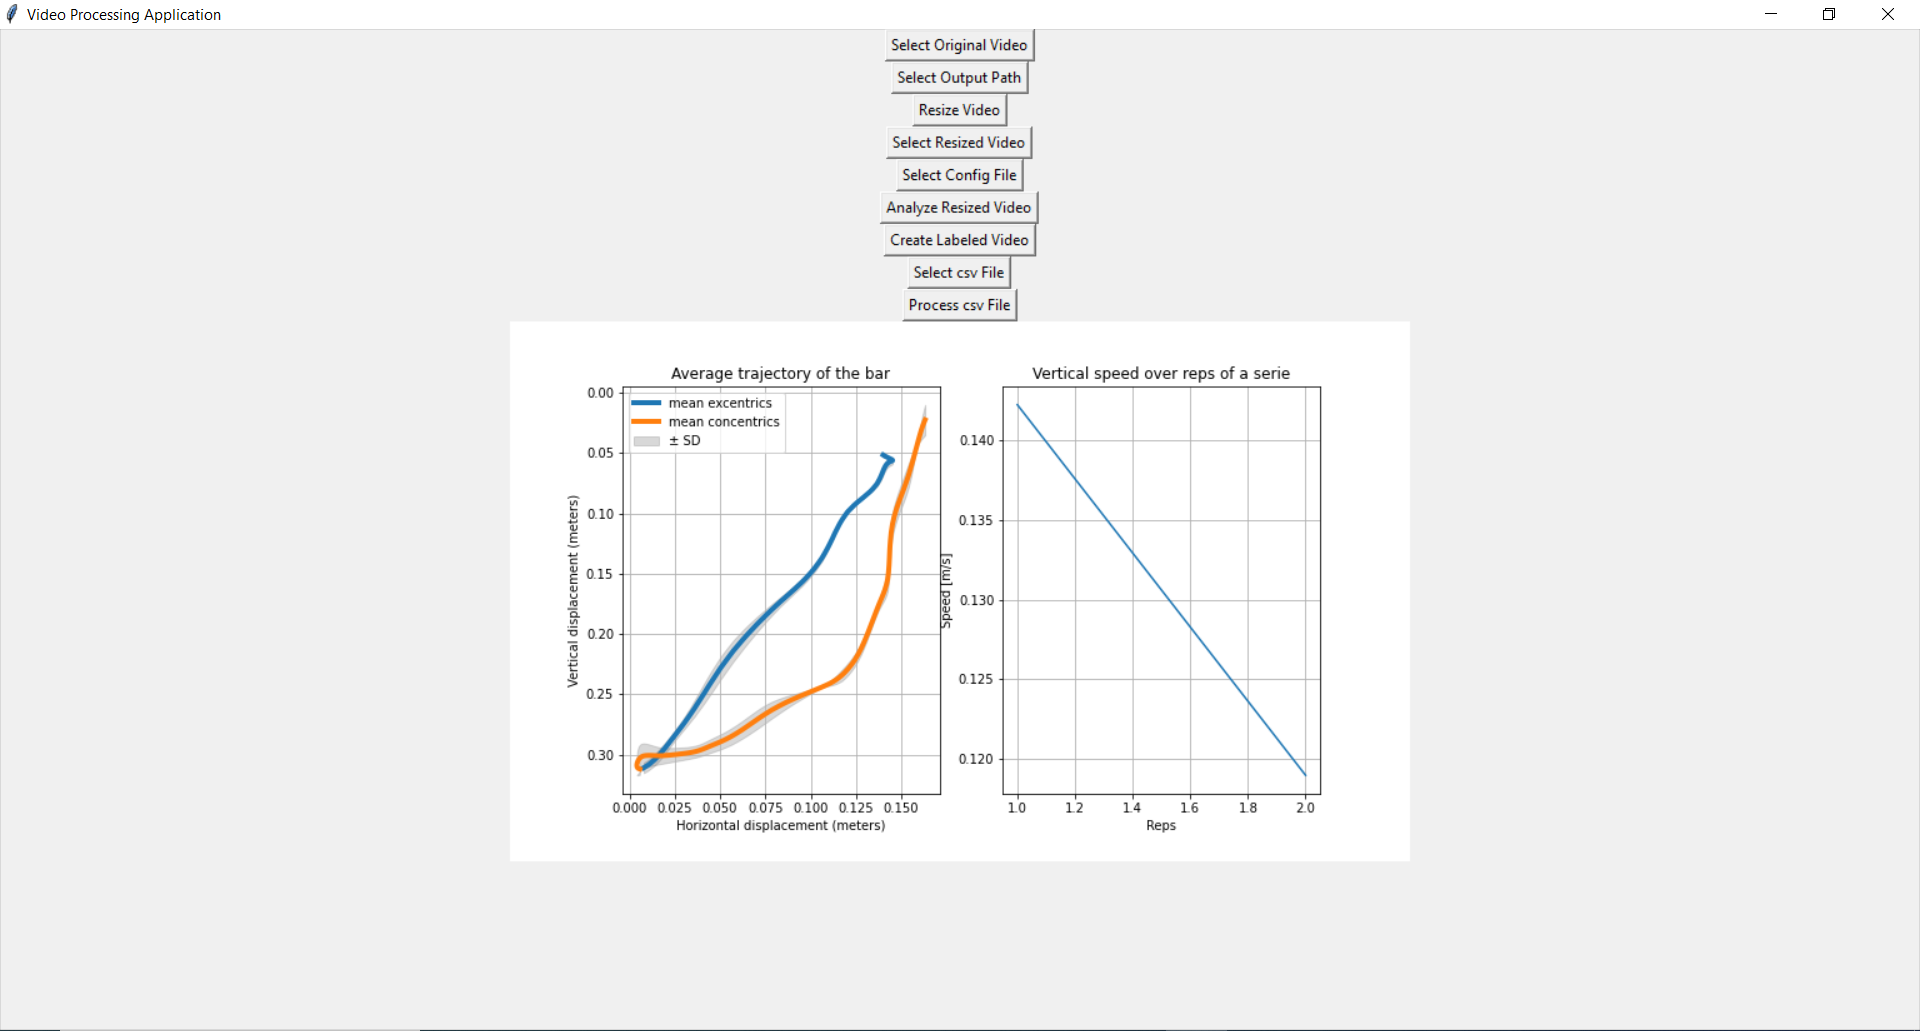 Video Processing Application
Select Original Video
Select Output Path
Resize Video
Select Resized Video
Select Config File
Analyze Resized Video
Create Labeled Video
Select csv File
Process csv File
Average trajectory of the bar
mean excentrics
mean concentrics
± SD
Vertical displacement (meters)
0.00
0.05
0.10
0.15
0.20
0.25
0.30
0.000 0.025 0.050 0.075 0.100 0.125 0.150
Horizontal displacement (meters)
Vertical speed over reps of a serie
Speed [m/s]
0.140
0.135
0.130
0.125
0.120
1.0 1.2 1.4 1.6 1.8 2.0
Reps